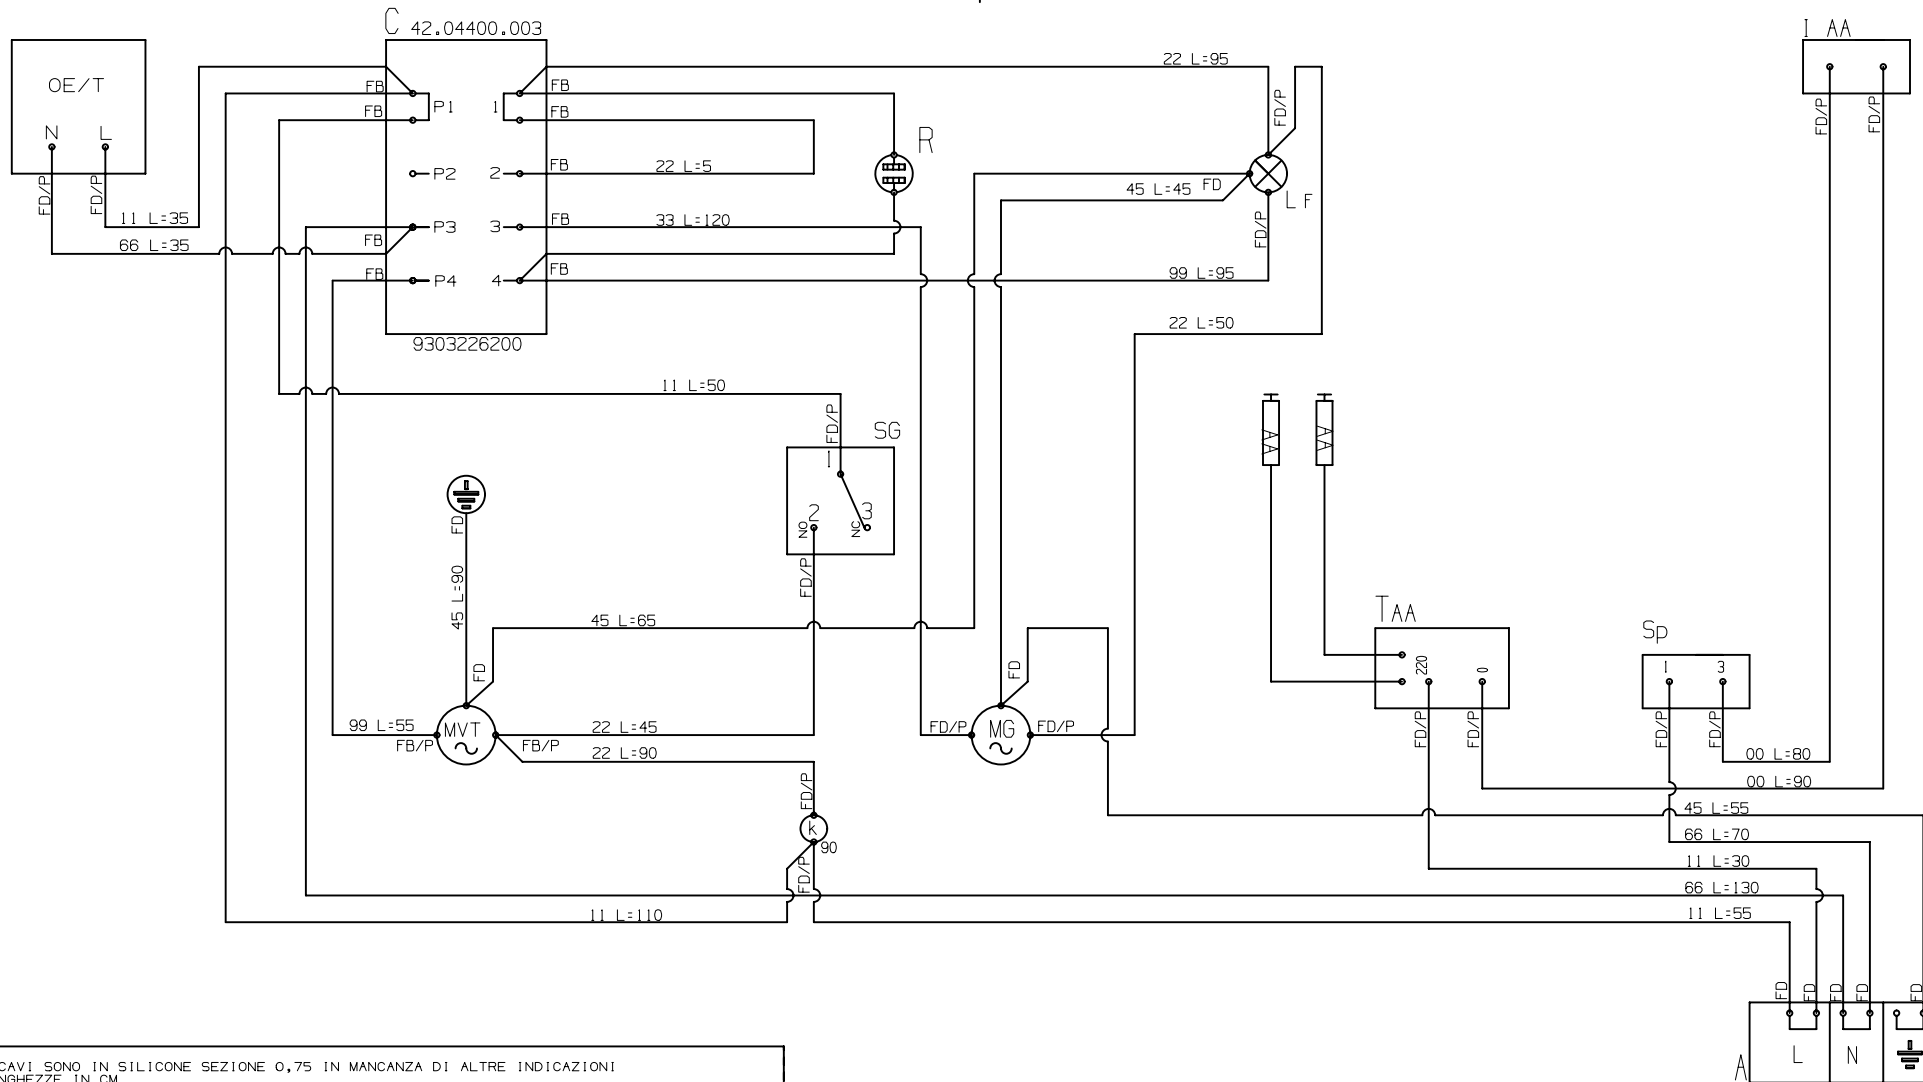 C 42.04400.003
I AA
OE/T
N L
FD/P FD/P
11 L=35
66 L=35
FB
FB
FB
FB
P1
P2
P3
P4
1
2
3
4
FB
FB
FB
FB
FB
9303226200
22 L=95
22 L=5
33 L=120
99 L=95
22 L=50
R
45 L=45 FD
FD/P
FD/P
LF
FD/P FD/P
11 L=50
FD/P
SG
1
2 3
NO NC
FD/P
FD
45 L=90
45 L=65
FD
99 L=55
FB/P
MVT
FB/P
22 L=45
22 L=90
FD/P
k
90
FD/P
FD
FD/P MG FD/P
AA AA
TAA
220 0
FD/P FD/P
Sp
1 3
FD/P FD/P
00 L=80
00 L=90
45 L=55
66 L=70
11 L=30
66 L=130
11 L=110
11 L=55
FD FD FD FD FD
A L N
CAVI SONO IN SILICONE SEZIONE 0,75 IN MANCANZA DI ALTRE INDICAZIONI
NGHEZZE IN CM